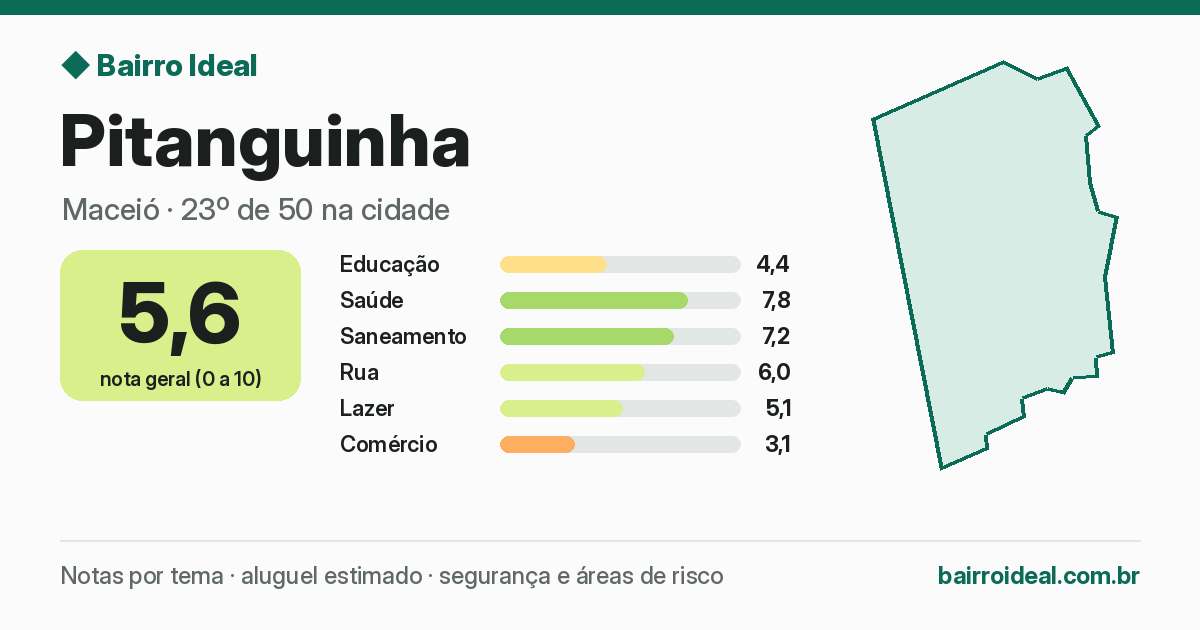 Bairro Ideal
Pitanguinha
Maceió · 23º de 50 na cidade
5,6
nota geral (0 a 10)
Educação 4,4
Saúde 7,8
Saneamento 7,2
Rua 6,0
Lazer 5,1
Comércio 3,1
Notas por tema · aluguel estimado · segurança e áreas de risco
bairroideal.com.br